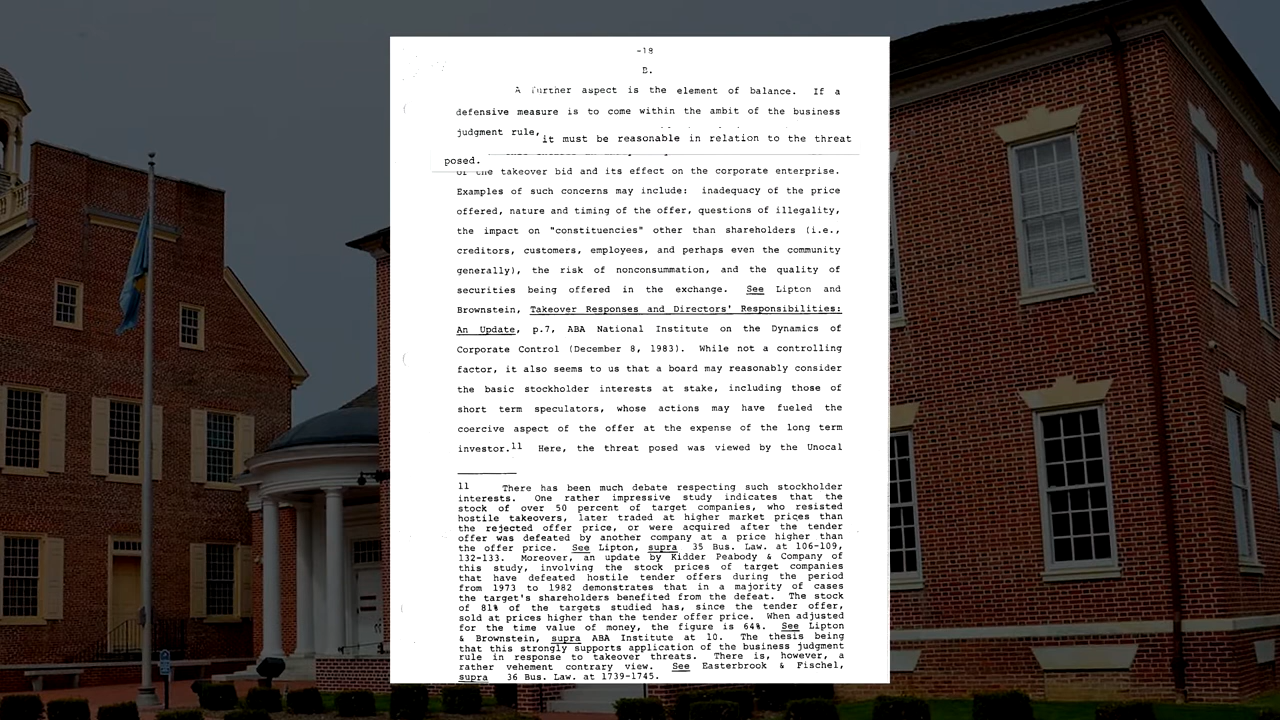 -18
B.
A further aspect is the element of balance. If a
defensive measure is to come within the ambit of the business
judgment rule,
it must be reasonable in relation to the threat
posed.
of the takeover bid and its effect on the corporate enterprise.
Examples of such concerns may include: inadequacy of the price
offered, nature and timing of the offer, questions of illegality,
the impact on "constituencies" other than shareholders (i.e.,
creditors, customers, employees, and perhaps even the community
generally), the risk of nonconsummation, and the quality of
securities being offered in the exchange. See Lipton and
Brownstein, Takeover Responses and Directors' Responsibilities:
An Update, p.7, ABA National Institute on the Dynamics of
Corporate Control (December 8, 1983). While not a controlling
factor, it also seems to us that a board may reasonably consider
the basic stockholder interests at stake, including those of
short term speculators, whose actions may have fueled the
coercive aspect of the offer at the expense of the long term
investor.11 Here, the threat posed was viewed by the Unocal
11 There has been much debate respecting such stockholder
interests. One rather impressive study indicates that the
stock of over 50 percent of target companies, who resisted
hostile takeovers, later traded at higher market prices than
the rejected offer price, or were acquired after the tender
offer was defeated by another company at a price higher than
the offer price. See Lipton, supra 35 Bus. Law. at 106-109,
132-133. Moreover, an update by Kidder Peabody & Company of
this study, involving the stock prices of target companies
that have defeated hostile tender offers during the period
from 1973 to 1982 demonstrates that in a majority of cases
the target's shareholders benefited from the defeat. The stock
of 81% of the targets studied has, since the tender offer,
sold at prices higher than the tender offer price. When adjusted
for the time value of money, the figure is 64%. See Lipton
& Brownstein, supra ABA Institute at 10. The thesis being
that this strongly supports application of the business judgment
rule in response to takeover threats. There is, however, a
rather vehement contrary view. See Easterbrook & Fischel,
supra 36 Bus. Law. at 1739-1745.